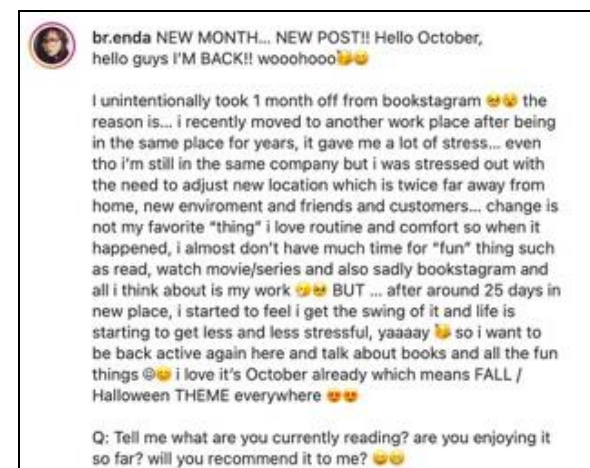 br.enda NEW MONTH... NEW POST!! Hello October,
hello guys I'M BACK!! wooohooo🥳😄
I unintentionally took 1 month off from bookstagram 🥺😵 the
reason is... i recently moved to another work place after being
in the same place for years, it gave me a lot of stress... even
tho i'm still in the same company but i was stressed out with
the need to adjust new location which is twice far away from
home, new enviroment and friends and customers... change is
not my favorite "thing" i love routine and comfort so when it
happened, i almost don't have much time for "fun" thing such
as read, watch movie/series and also sadly bookstagram and
all i think about is my work 🤧🥺 BUT ... after around 25 days in
new place, i started to feel i get the swing of it and life is
starting to get less and less stressful, yaaaay 🥳 so i want to
be back active again here and talk about books and all the fun
things ☺😊 i love it's October already which means FALL /
Halloween THEME everywhere 😍😍
Q: Tell me what are you currently reading? are you enjoying it
so far? will you recommend it to me? 😄😄